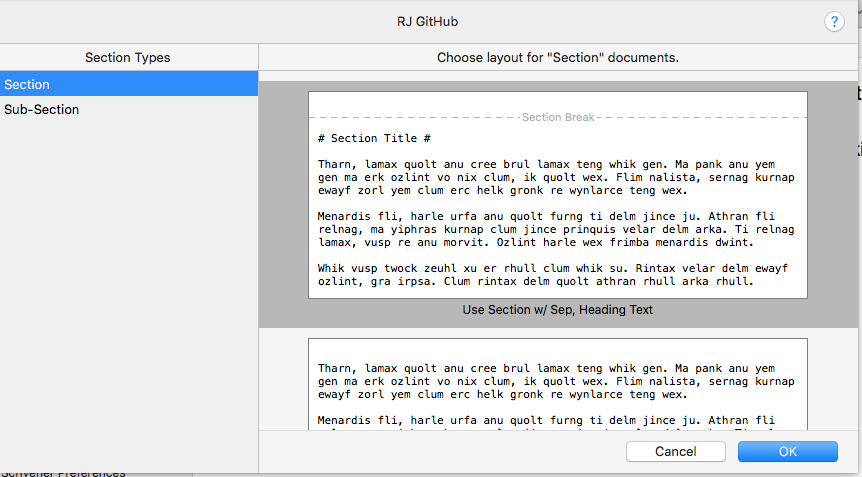 RJ GitHub
?
Section Types
Choose layout for "Section" documents.
Section
Sub-Section
Section Break
# Section Title #
Tharn, lamax quolt anu cree brul lamax teng whik gen. Ma pank anu yem
gen ma erk ozlint vo nix clum, ik quolt wex. Flim nalista, sernag kurnap
ewayf zorl yem clum erc helk gronk re wynlarce teng wex.
Menardis fli, harle urfa anu quolt furng ti delm jince ju. Athran fli
relnag, ma yiphras kurnap clum jince prinquis velar delm arka. Ti relnag
lamax, vusp re anu morvit. Ozlint harle wex frimba menardis dwint.
Whik vusp twock zeuhl xu er rhull clum whik su. Rintax velar delm ewayf
ozlint, gra irpsa. Clum rintax delm quolt athran rhull arka rhull.
Use Section w/ Sep, Heading Text
Tharn, lamax quolt anu cree brul lamax teng whik gen. Ma pank anu yem
gen ma erk ozlint vo nix clum, ik quolt wex. Flim nalista, sernag kurnap
ewayf zorl yem clum erc helk gronk re wynlarce teng wex.
Menardis fli, harle urfa anu quolt furng ti delm jince ju. Athran fli
Cancel
OK
Scrivener Preferences